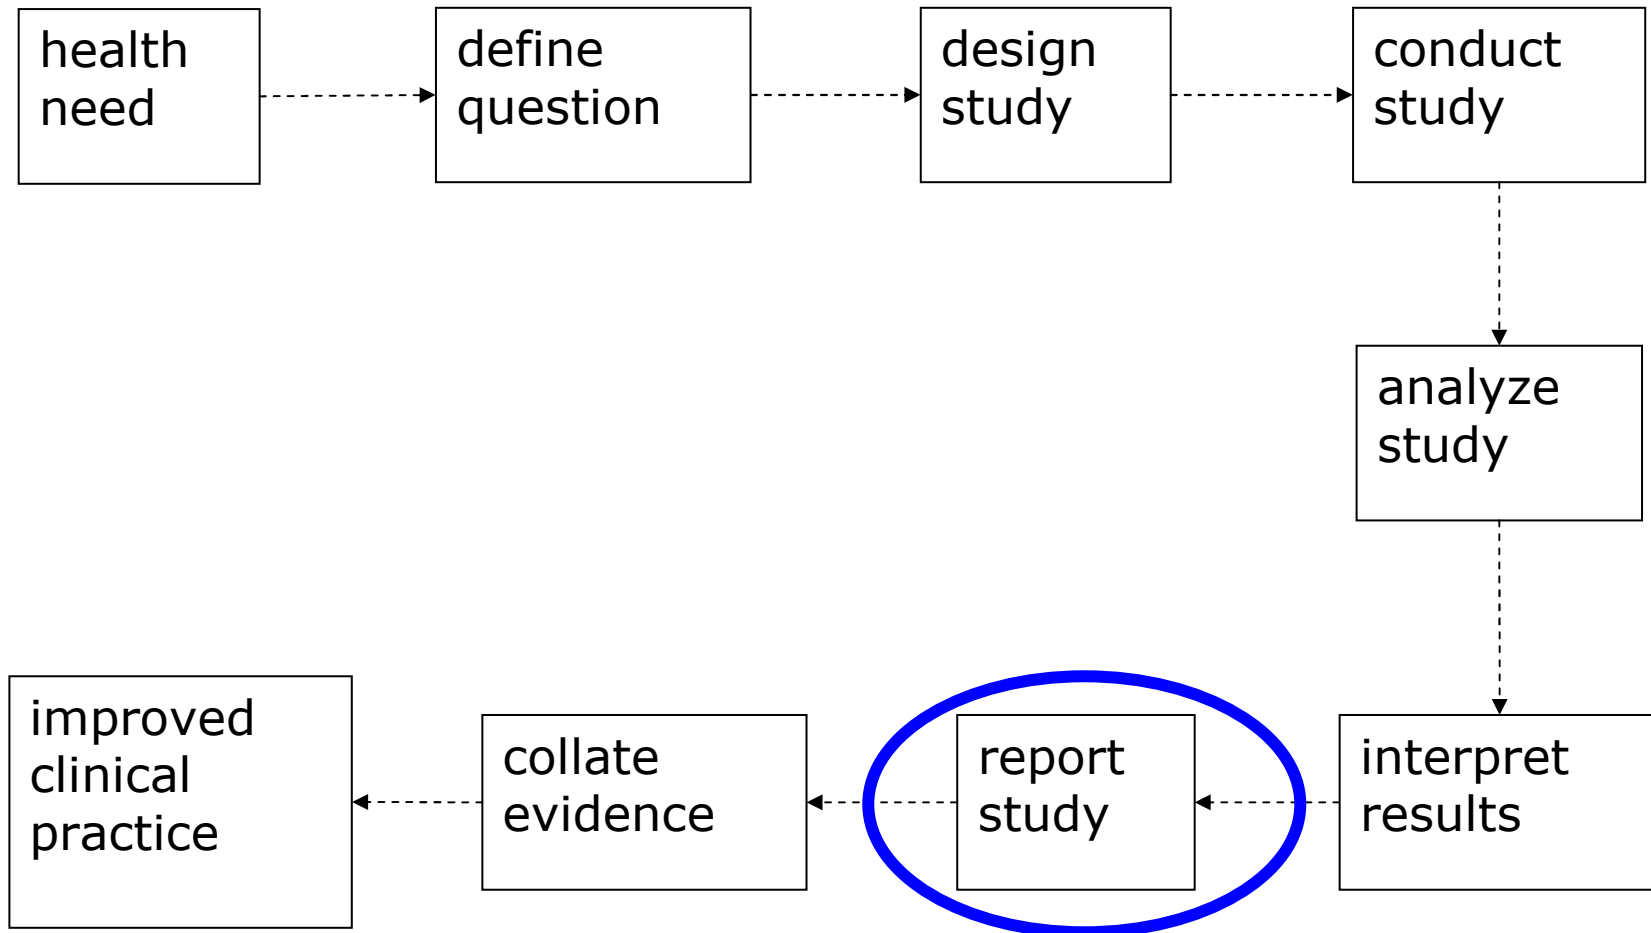 health
need
define
question
design
study
conduct
study
analyze
study
interpret
results
report
study
collate
evidence
improved
clinical
practice